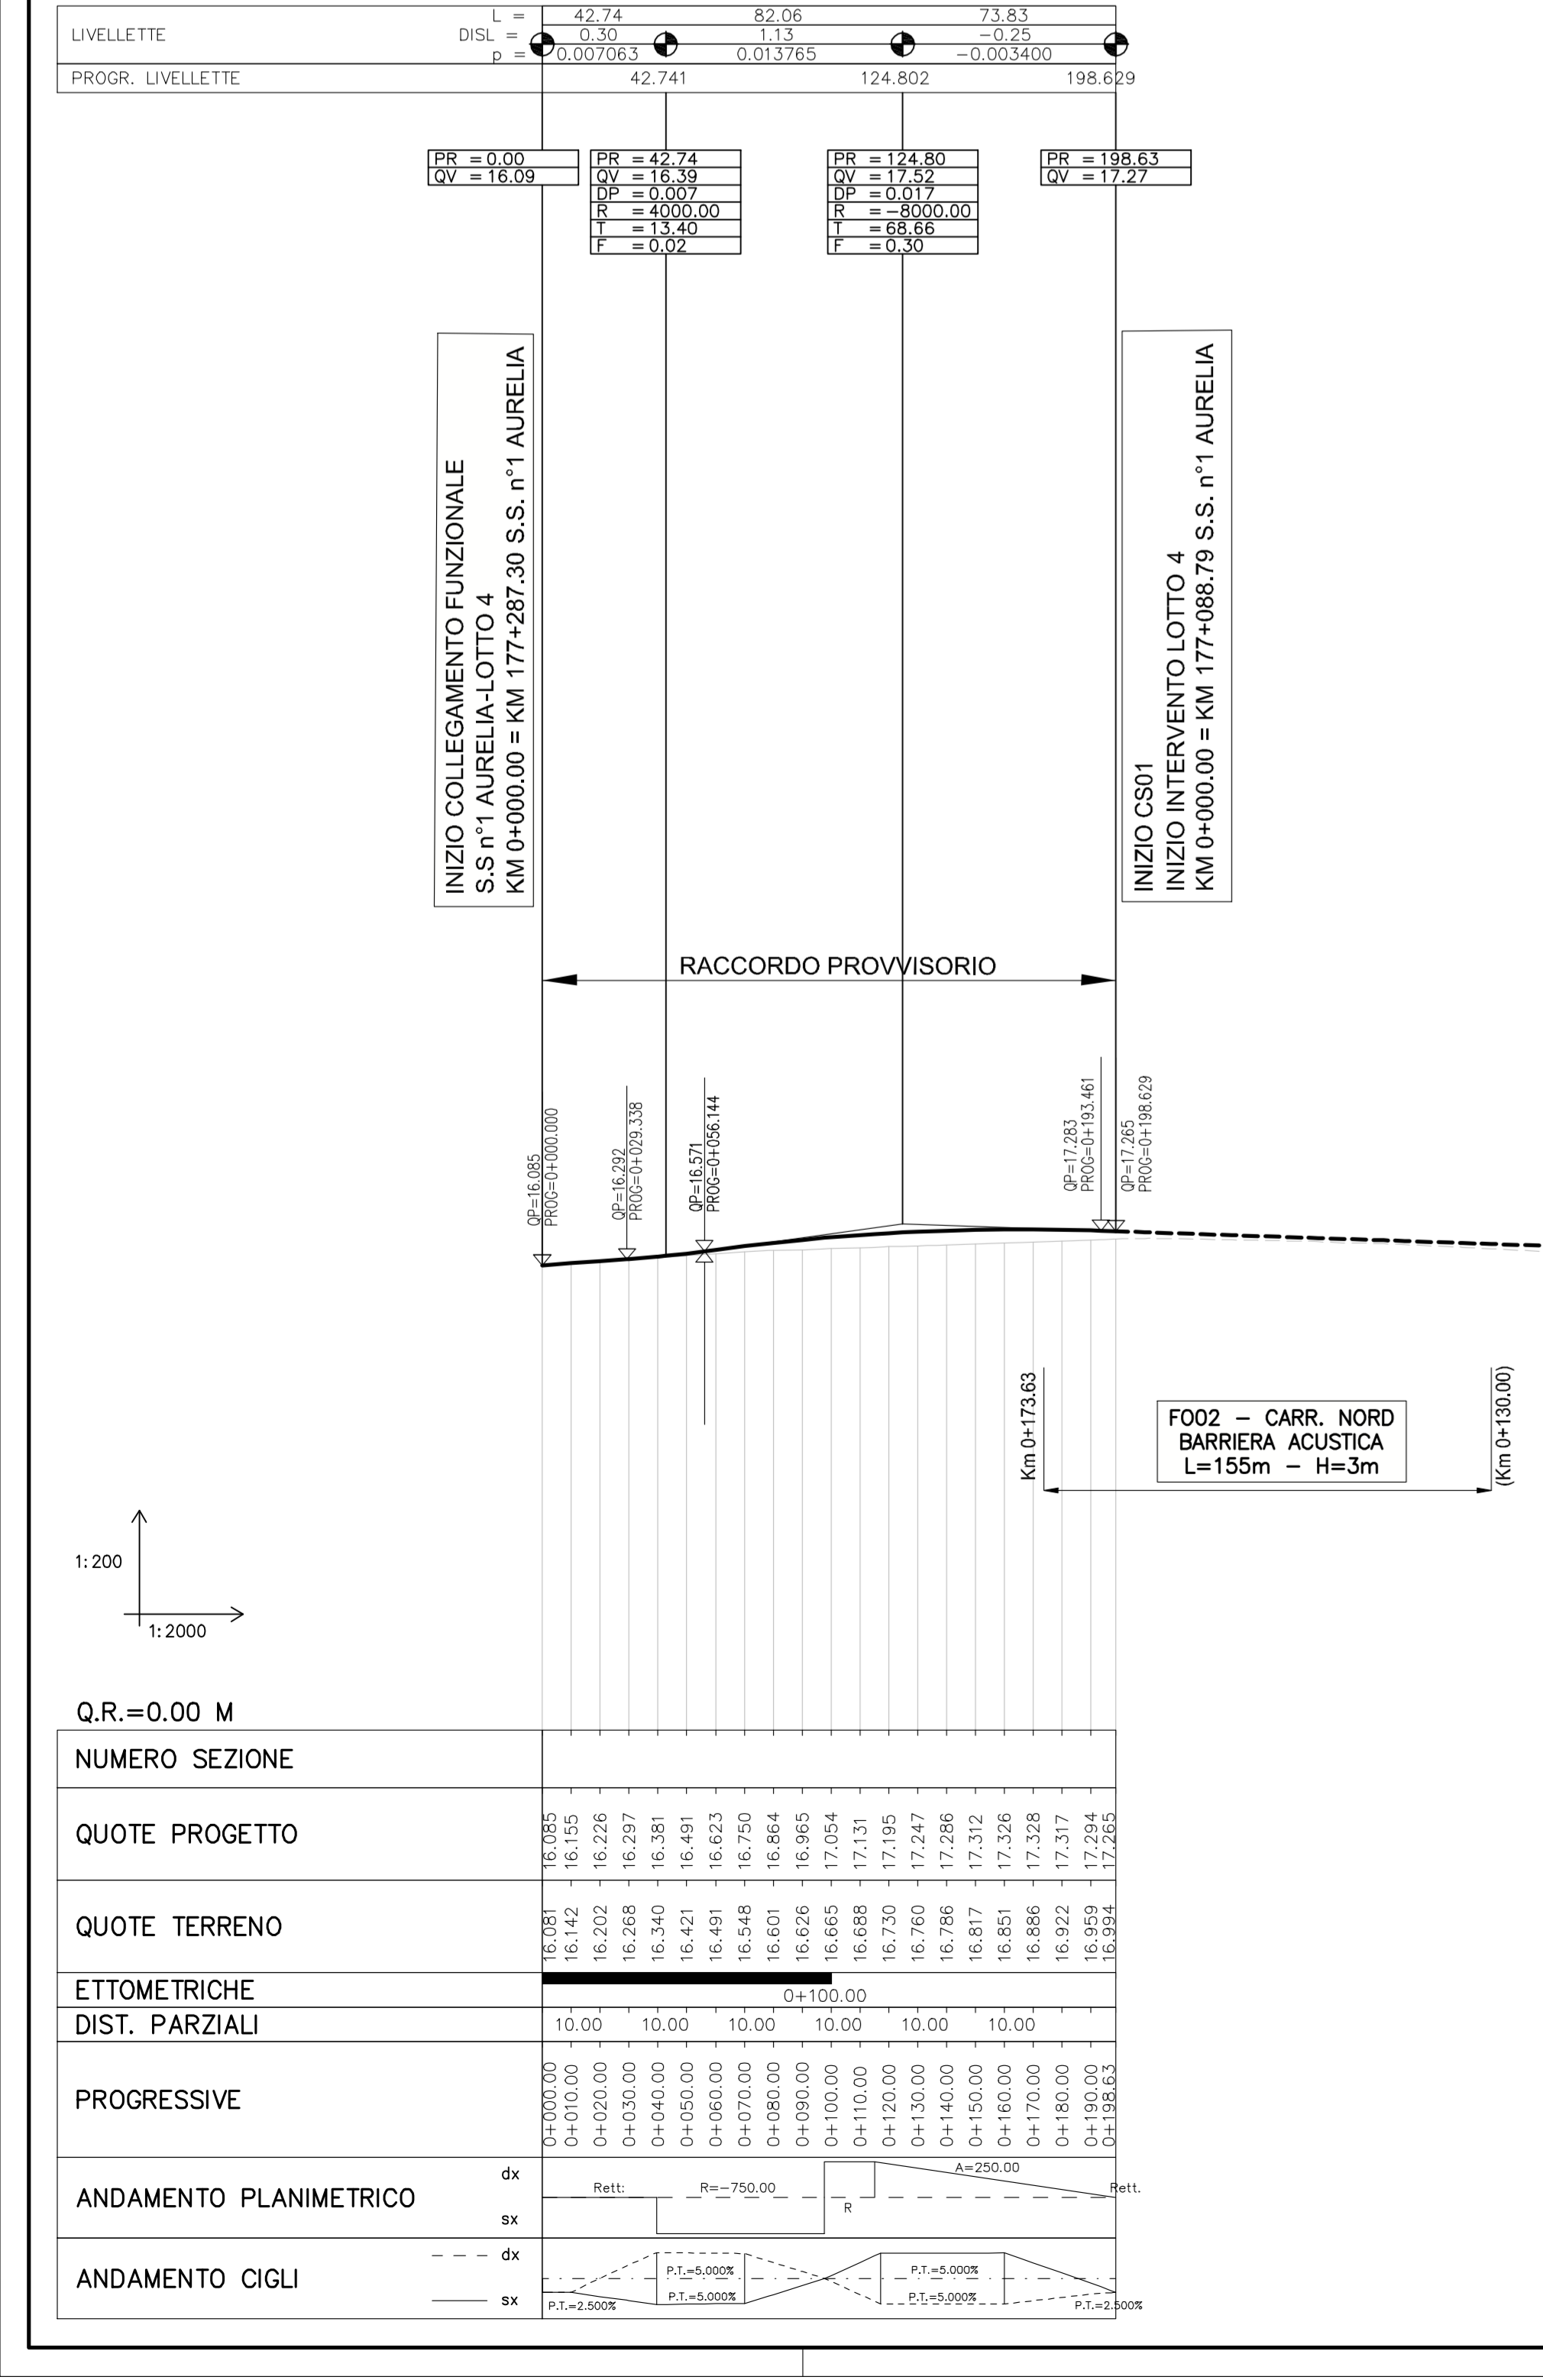 L = 42.74 82.06 73.83
LIVELLETTE DISL = 0.30 1.13 −0.25
p = 0.007063 0.013765 −0.003400
PROGR. LIVELLETTE 42.741 124.802 198.629
PR = 0.00
QV = 16.09
PR = 42.74
QV = 16.39
DP = 0.007
R = 4000.00
T = 13.40
F = 0.02
PR = 124.80
QV = 17.52
DP = 0.017
R = −8000.00
T = 68.66
F = 0.30
PR = 198.63
QV = 17.27
INIZIO COLLEGAMENTO FUNZIONALE
S.S n°1 AURELIA-LOTTO 4
KM 0+000.00 = KM 177+287.30 S.S. n°1 AURELIA
INIZIO CS01
INIZIO INTERVENTO LOTTO 4
KM 0+000.00 = KM 177+088.79 S.S. n°1 AURELIA
RACCORDO PROVVISORIO
QP=16.085
PROG=0+000.000
QP=16.292
PROG=0+029.338
QP=16.571
PROG=0+056.144
QP=17.283
PROG=0+193.461
QP=17.265
PROG=0+198.629
Km 0+173.63
FO02 − CARR. NORD
BARRIERA ACUSTICA
L=155m − H=3m
(Km 0+130.00)
1:200
1:2000
Q.R.=0.00 M
NUMERO SEZIONE
QUOTE PROGETTO 16.085 16.155 16.226 16.297 16.381 16.491 16.623 16.750 16.864 16.965 17.054 17.131 17.195 17.247 17.286 17.312 17.326 17.328 17.317 17.294 17.265
QUOTE TERRENO 16.081 16.142 16.202 16.268 16.340 16.421 16.491 16.548 16.601 16.626 16.665 16.688 16.730 16.760 16.786 16.817 16.851 16.886 16.922 16.959 16.994
ETTOMETRICHE 0+100.00
DIST. PARZIALI 10.00 10.00 10.00 10.00 10.00 10.00
PROGRESSIVE 0+000.00 0+010.00 0+020.00 0+030.00 0+040.00 0+050.00 0+060.00 0+070.00 0+080.00 0+090.00 0+100.00 0+110.00 0+120.00 0+130.00 0+140.00 0+150.00 0+160.00 0+170.00 0+180.00 0+190.00 0+198.63
dx A=250.00
ANDAMENTO PLANIMETRICO Rett: R=−750.00 R Rett.
sx
dx
ANDAMENTO CIGLI P.T.=5.000% P.T.=5.000%
sx P.T.=2.500% P.T.=5.000% P.T.=5.000% P.T.=2.500%